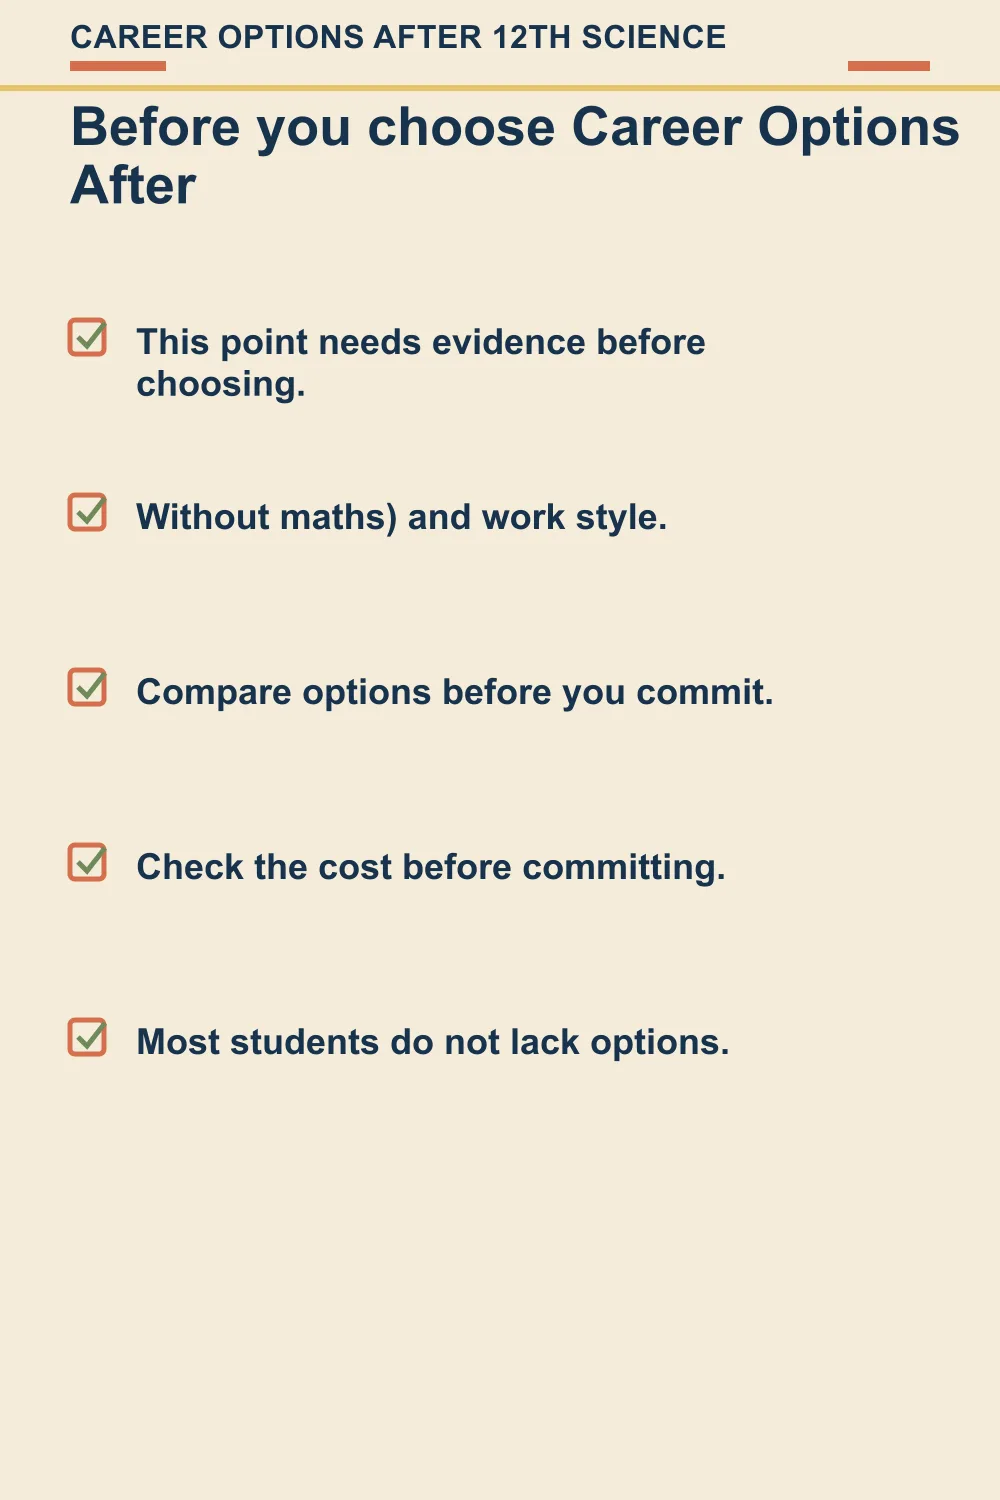 CAREER OPTIONS AFTER 12TH SCIENCE
Before you choose Career Options
After
This point needs evidence before
choosing.
Without maths) and work style.
Compare options before you commit.
Check the cost before committing.
Most students do not lack options.